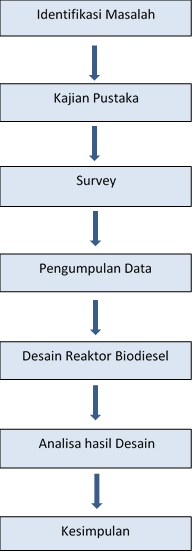 Identifikasi Masalah
Kajian Pustaka
Survey
Pengumpulan Data
Desain Reaktor Biodiesel
Analisa hasil Desain
Kesimpulan